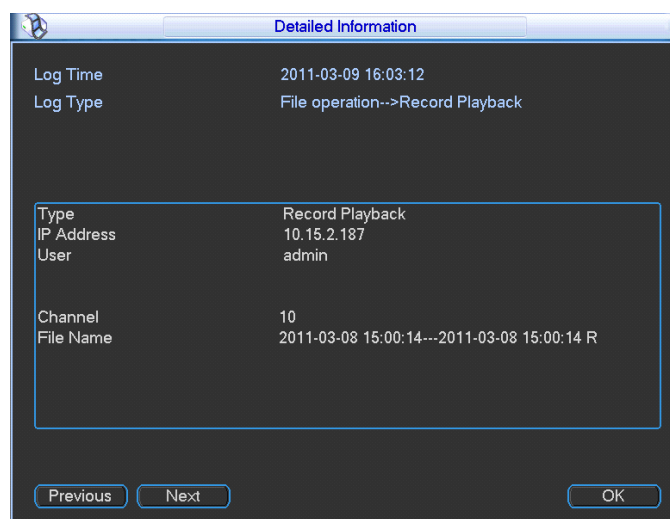 Detailed Information
Log Time 2011-03-09 16:03:12
Log Type File operation-->Record Playback
Type Record Playback
IP Address 10.15.2.187
User admin
Channel 10
File Name 2011-03-08 15:00:14---2011-03-08 15:00:14 R
Previous Next OK